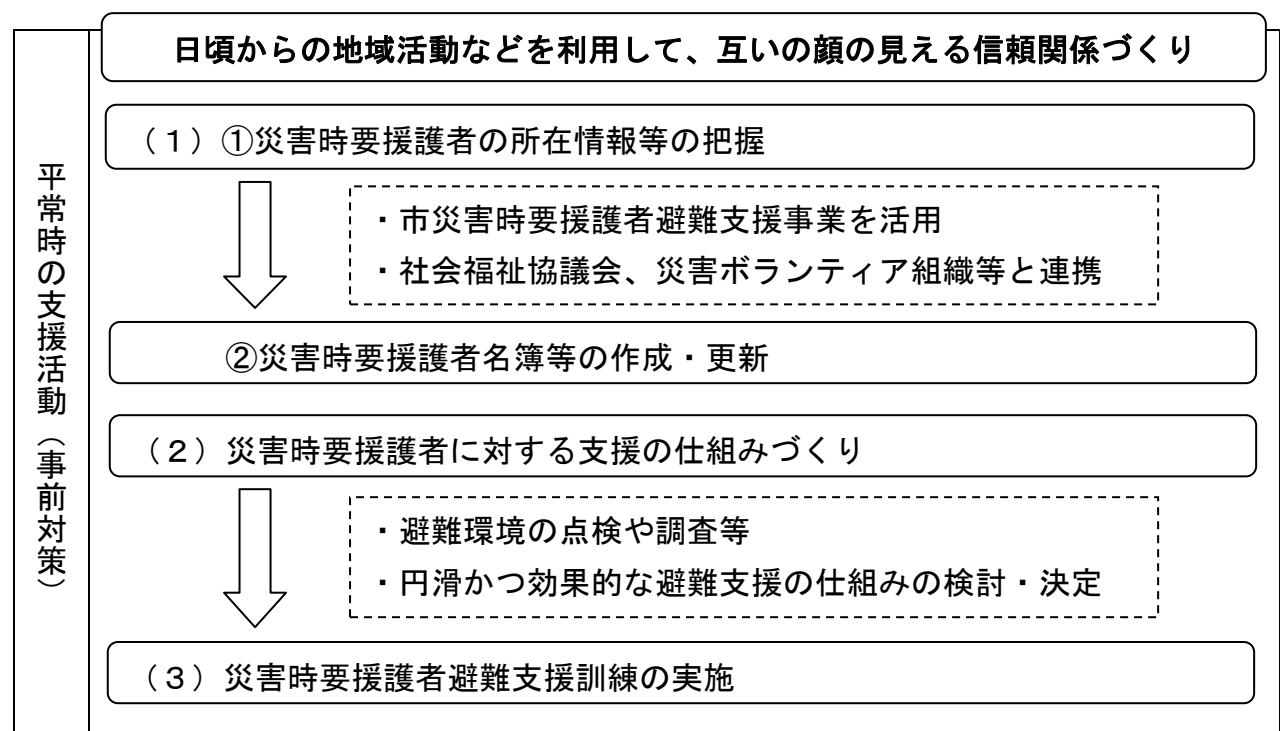 日頃からの地域活動などを利用して、互いの顔の見える信頼関係づくり
平常時の支援活動（事前対策）
（１）①災害時要援護者の所在情報等の把握
・市災害時要援護者避難支援事業を活用
・社会福祉協議会、災害ボランティア組織等と連携
②災害時要援護者名簿等の作成・更新
（２）災害時要援護者に対する支援の仕組みづくり
・避難環境の点検や調査等
・円滑かつ効果的な避難支援の仕組みの検討・決定
（３）災害時要援護者避難支援訓練の実施